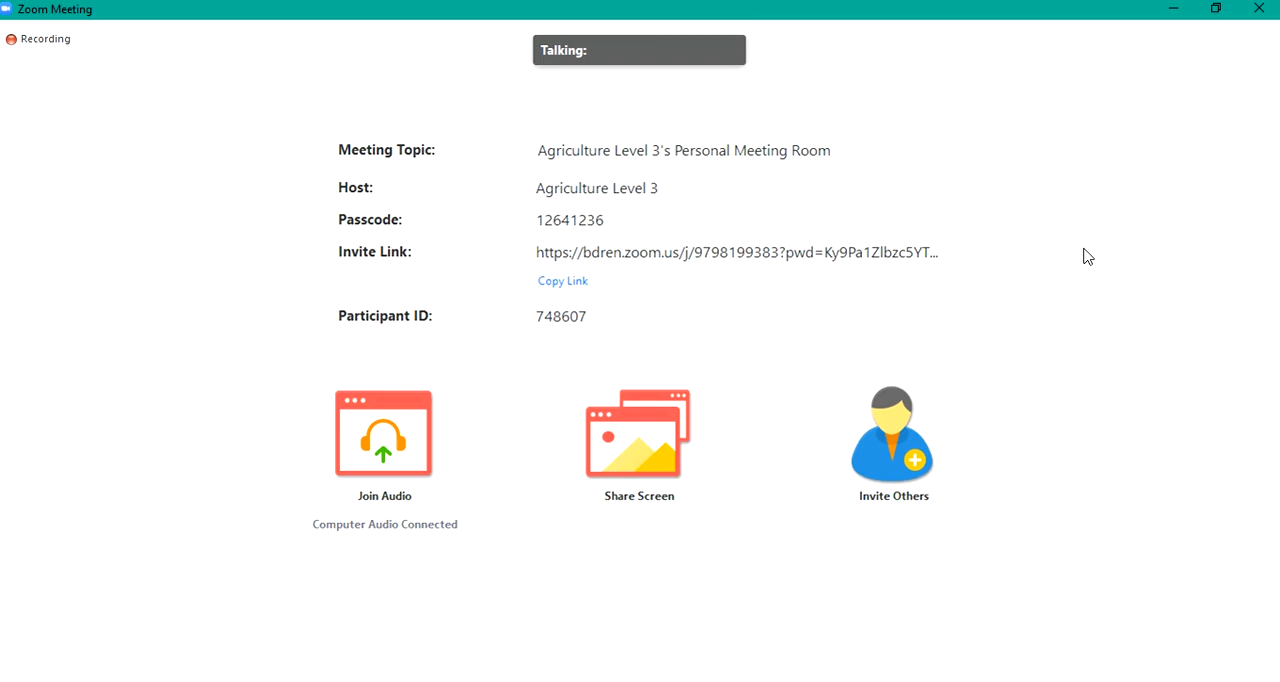 Zoom Meeting
Recording
Talking:
Meeting Topic: Agriculture Level 3's Personal Meeting Room
Host: Agriculture Level 3
Passcode: 12641236
Invite Link: https://bdren.zoom.us/j/9798199383?pwd=Ky9Pa1Zlbzc5YT...
Copy Link
Participant ID: 748607
Join Audio Share Screen Invite Others
Computer Audio Connected